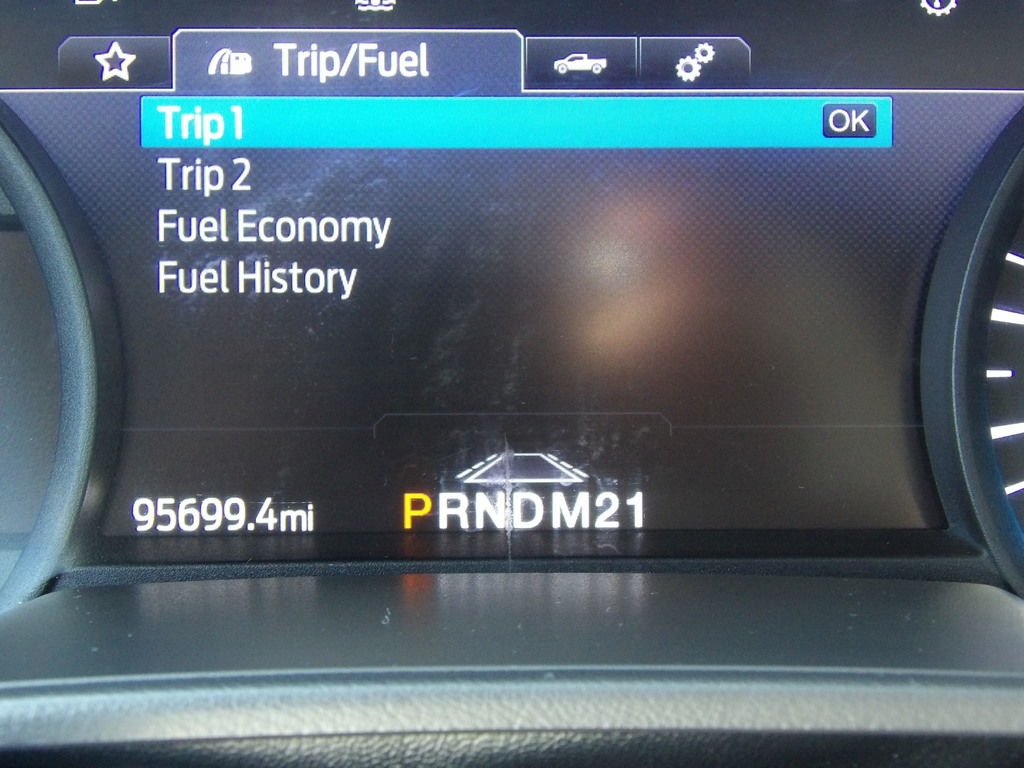 Trip/Fuel
Trip 1 OK
Trip 2
Fuel Economy
Fuel History
95699.4mi PRNDM21